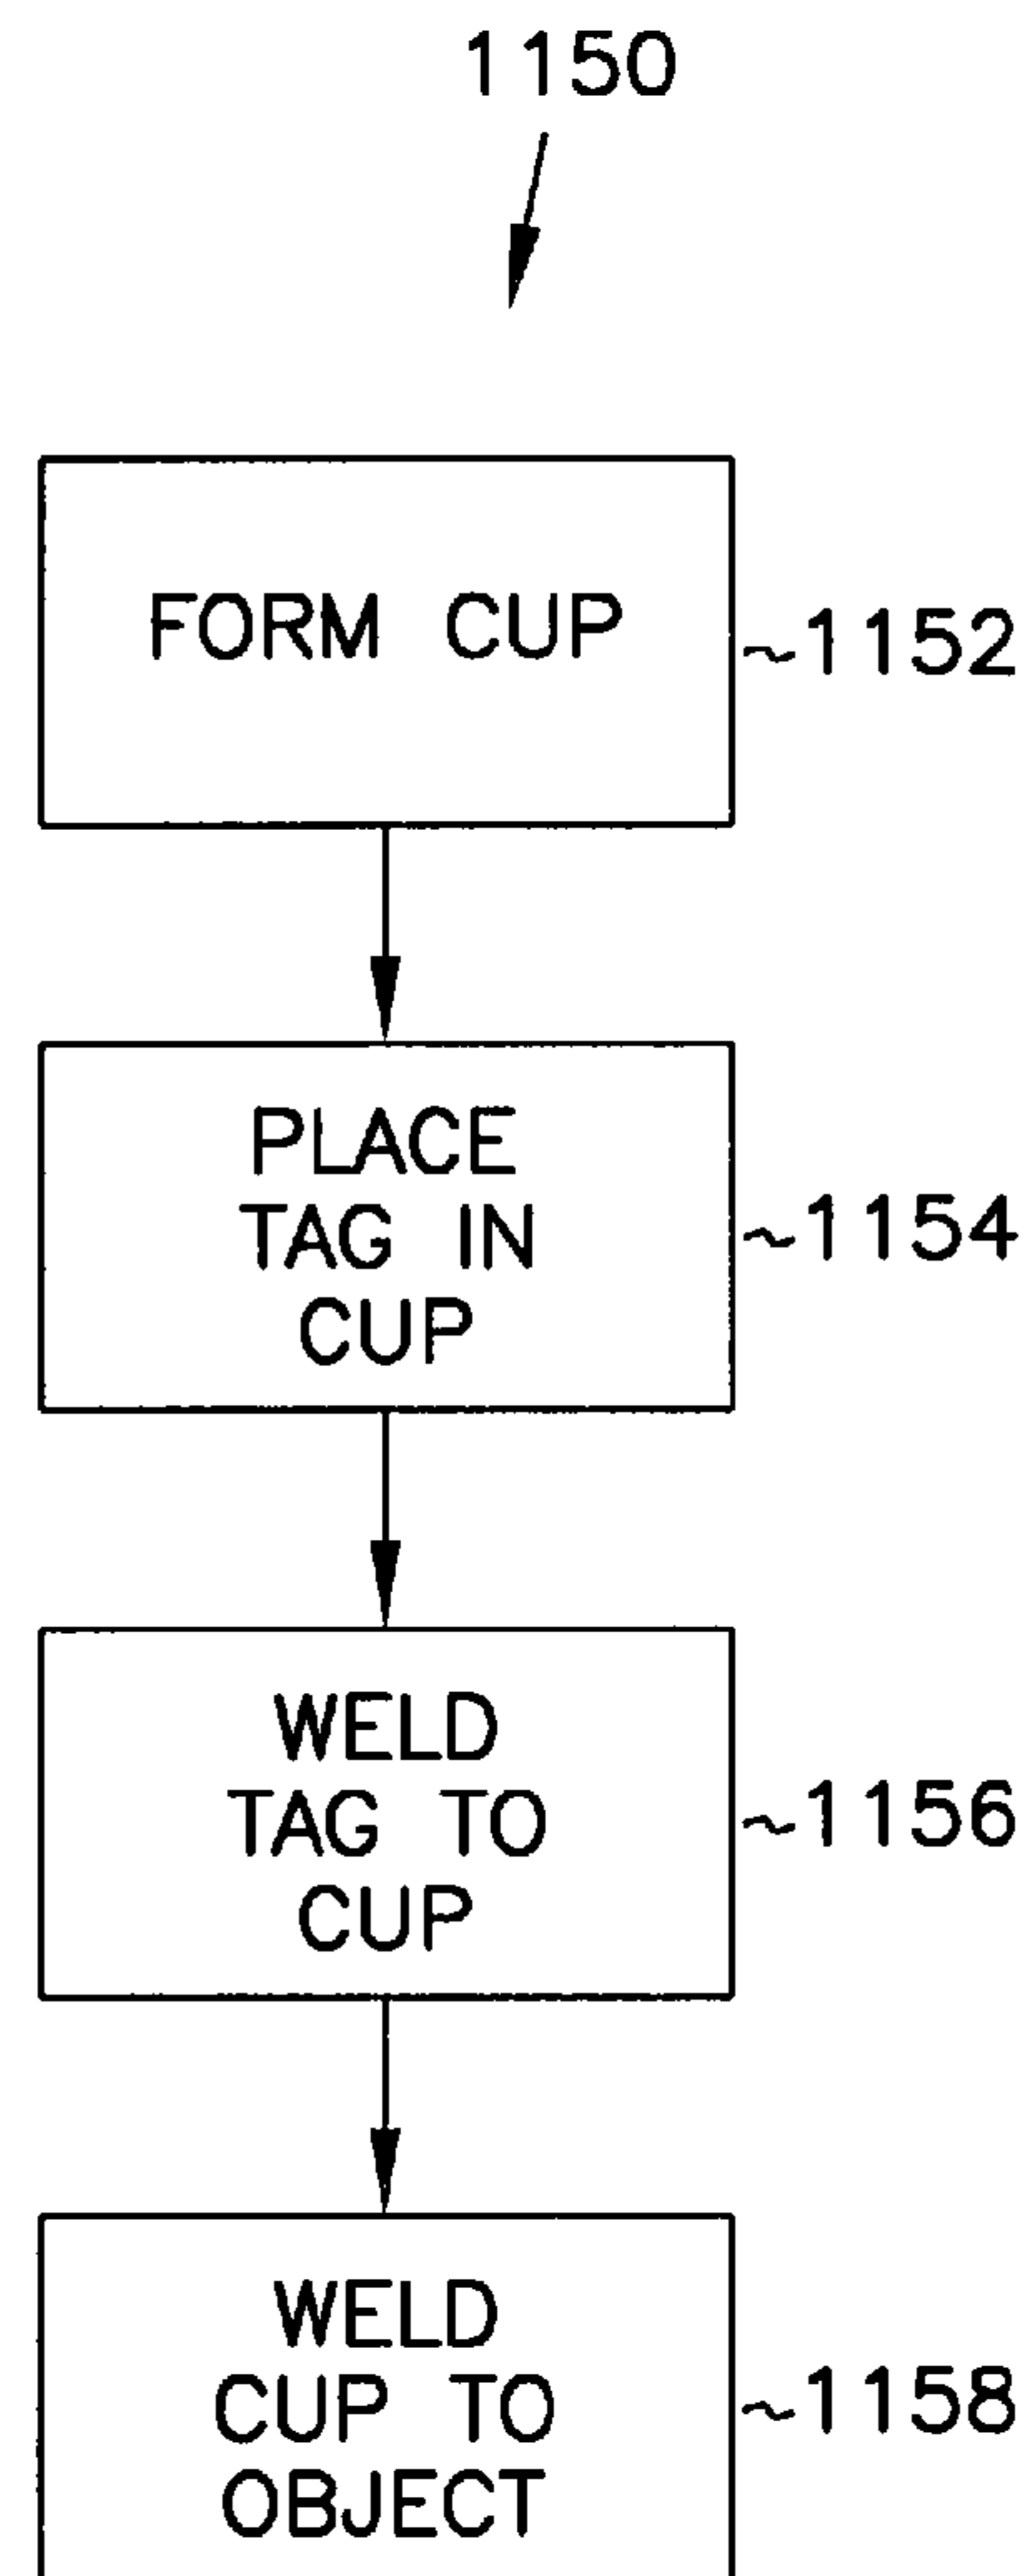 1150
FORM CUP
~1152
PLACE
TAG IN
CUP
~1154
WELD
TAG TO
CUP
~1156
WELD
CUP TO
OBJECT
~1158